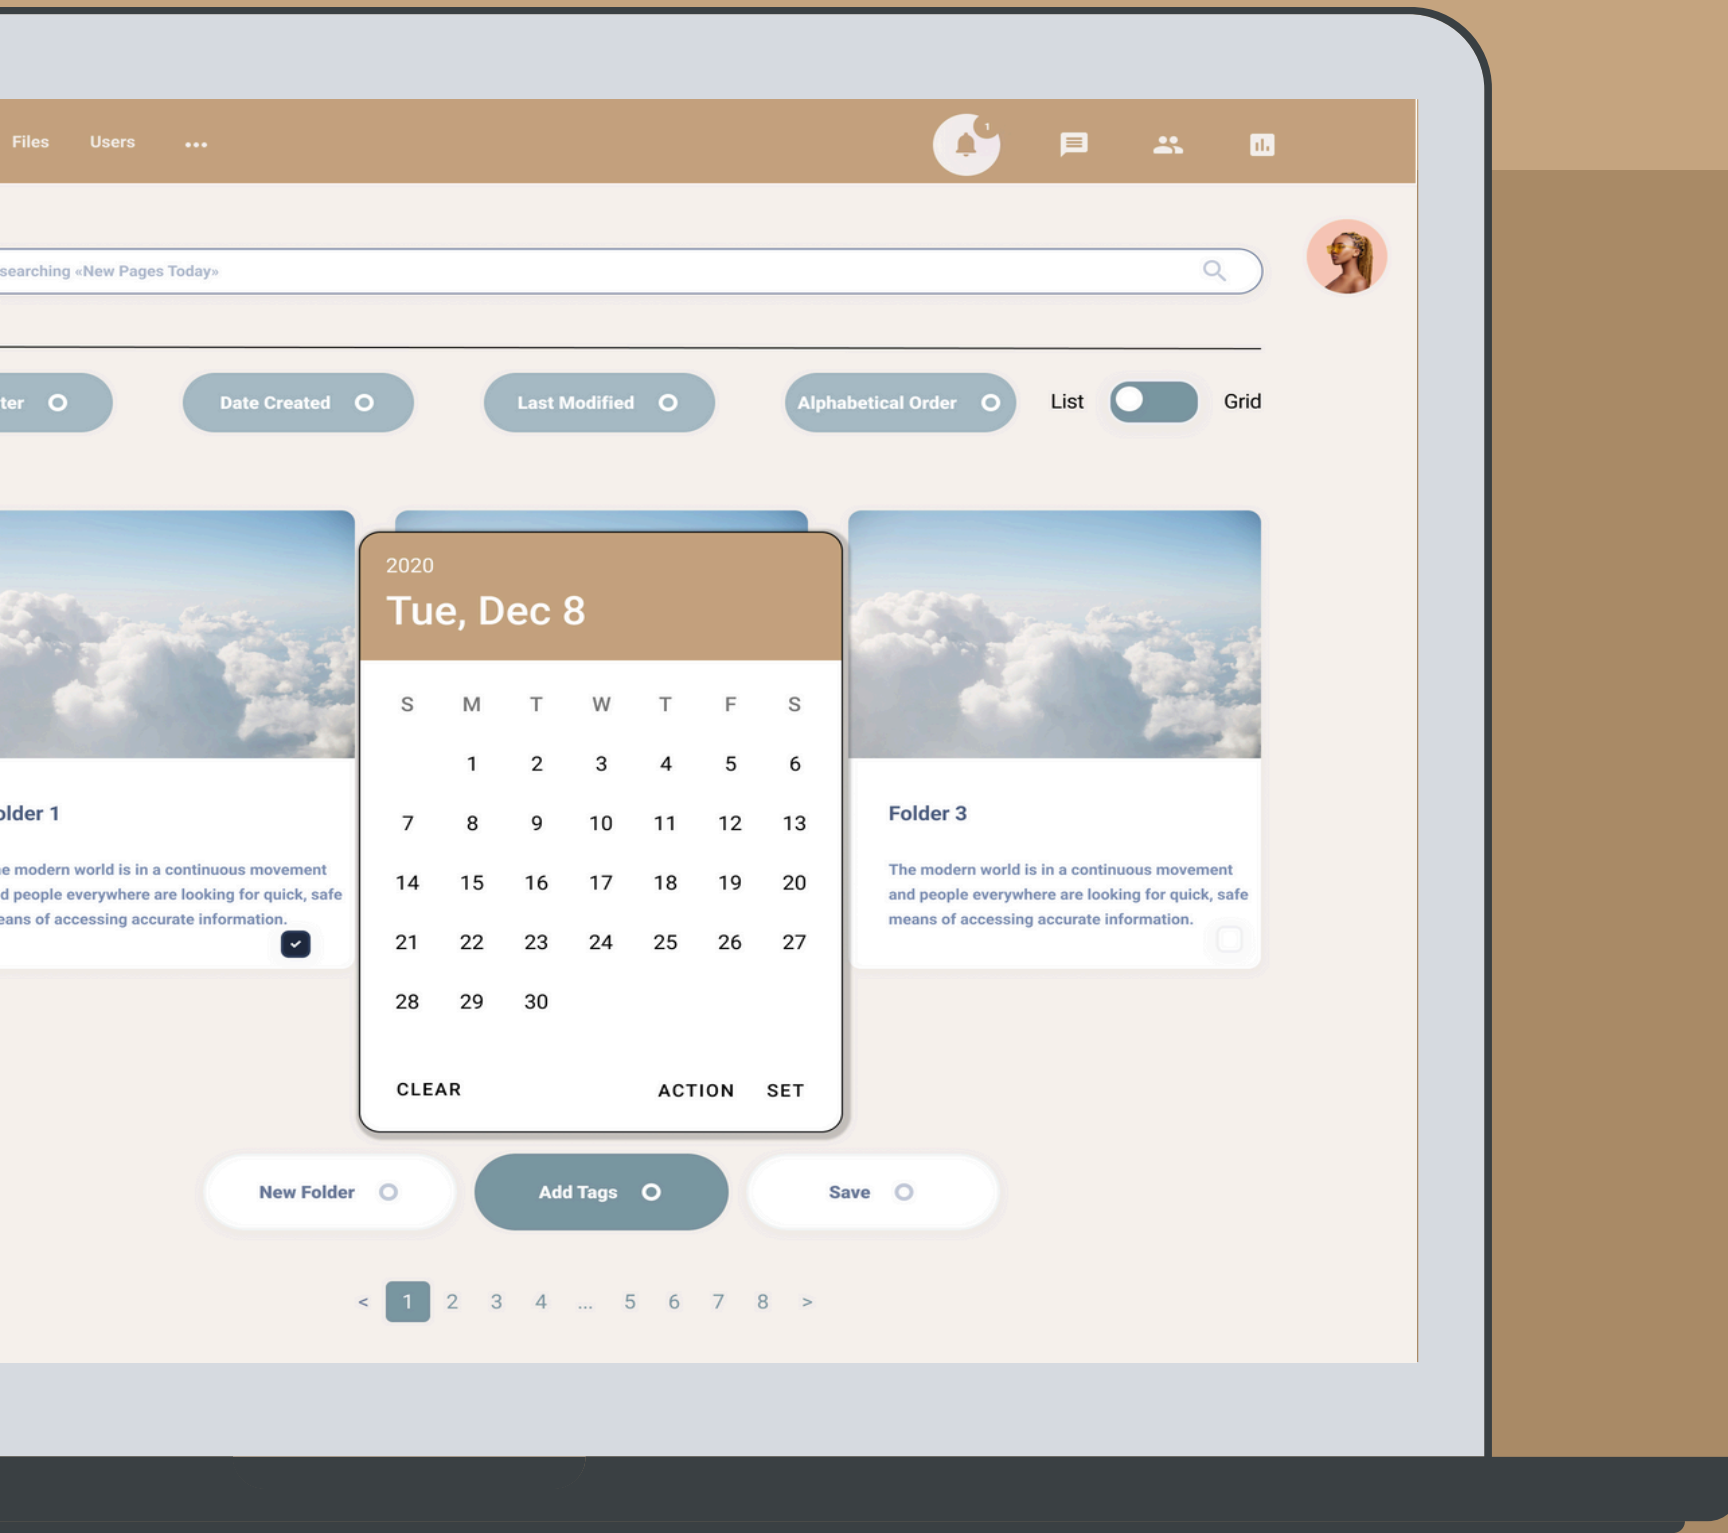 Files Users ...
1
searching «New Pages Today»
Date Created
Last Modified
Alphabetical Order
List
Grid
2020
Tue, Dec 8
S M T W T F S
1 2 3 4 5 6
7 8 9 10 11 12 13
14 15 16 17 18 19 20
21 22 23 24 25 26 27
28 29 30
CLEAR ACTION SET
older 1
e modern world is in a continuous movement
d people everywhere are looking for quick, safe
eans of accessing accurate information.
Folder 3
The modern world is in a continuous movement
and people everywhere are looking for quick, safe
means of accessing accurate information.
New Folder
Add Tags
Save
< 1 2 3 4 ... 5 6 7 8 >